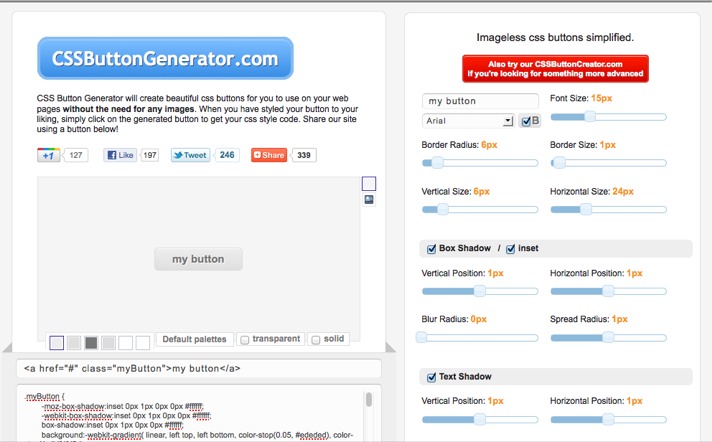 CSSButtonGenerator.com
CSS Button Generator will create beautiful css buttons for you to use on your web
pages without the need for any images. When you have styled your button to your
liking, simply click on the generated button to get your css style code. Share our site
using a button below!
+1 127 Like 197 Tweet 246 Share 339
my button
Default palettes transparent solid
<a href="#" class="myButton">my button</a>
.myButton {
-moz-box-shadow:inset 0px 1px 0px 0px #ffffff;
-webkit-box-shadow:inset 0px 1px 0px 0px #ffffff;
box-shadow:inset 0px 1px 0px 0px #ffffff;
background:-webkit-gradient( linear, left top, left bottom, color-stop(0.05, #ededed), color-
Imageless css buttons simplified.
Also try our CSSButtonCreator.com
If you're looking for something more advanced
my button
Font Size: 15px
Arial
B
Border Radius: 6px
Border Size: 1px
Vertical Size: 6px
Horizontal Size: 24px
Box Shadow / inset
Vertical Position: 1px
Horizontal Position: 1px
Blur Radius: 0px
Spread Radius: 1px
Text Shadow
Vertical Position: 1px
Horizontal Position: 1px